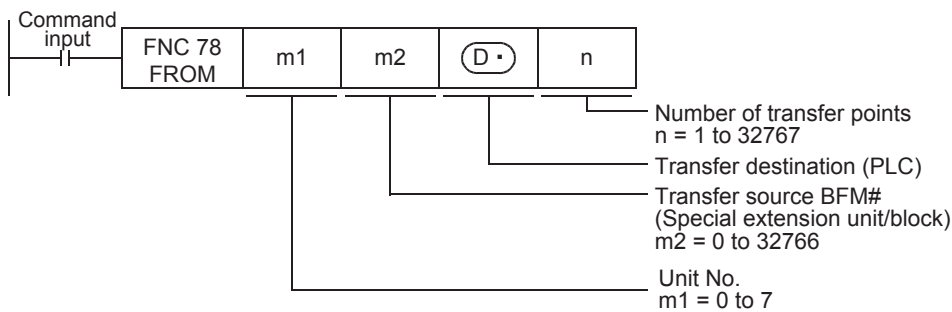 Command
input
FNC 78
FROM
m1
m2
D •
n
Number of transfer points
n = 1 to 32767
Transfer destination (PLC)
Transfer source BFM#
(Special extension unit/block)
m2 = 0 to 32766
Unit No.
m1 = 0 to 7